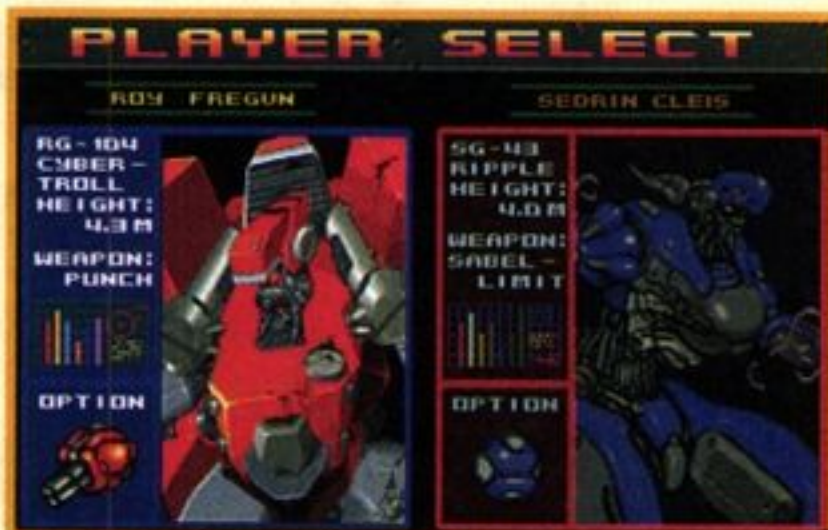 PLAYER SELECT
ROY FREGUN
RG-104
CYBER-
TROLL
HEIGHT:
4.3 M
WEAPON:
PUNCH
OPTION
SEDRIN CLEIS
SG-43
RIPPLE
HEIGHT:
4.0 M
WEAPON:
SABEL-
LIMIT
OPTION